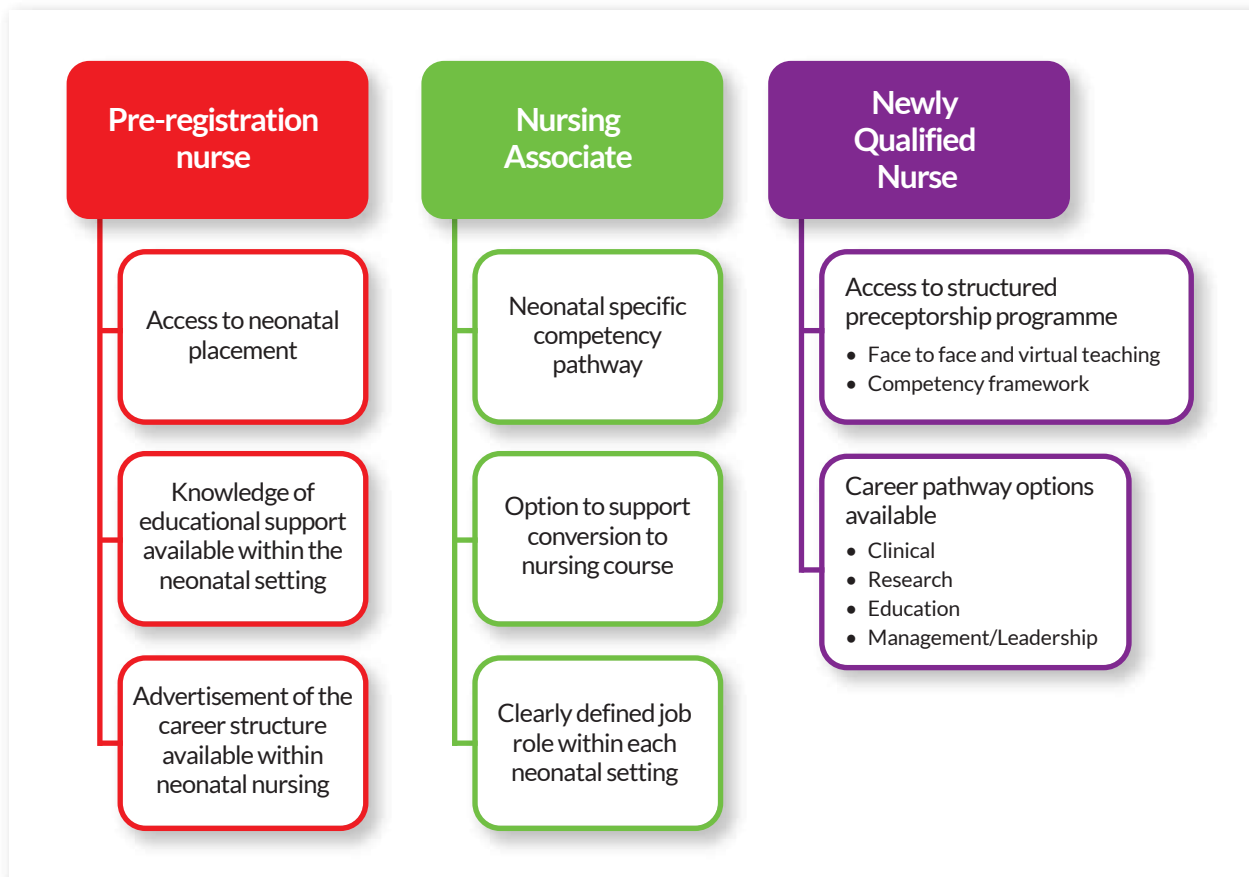 Pre-registration
nurse
Access to neonatal
placement
Knowledge of
educational support
available within the
neonatal setting
Advertisement of the
career structure
available within
neonatal nursing
Nursing
Associate
Neonatal specific
competency
pathway
Option to support
conversion to
nursing course
Clearly defined job
role within each
neonatal setting
Newly
Qualified
Nurse
Access to structured
preceptorship programme
• Face to face and virtual teaching
• Competency framework
Career pathway options
available
• Clinical
• Research
• Education
• Management/Leadership